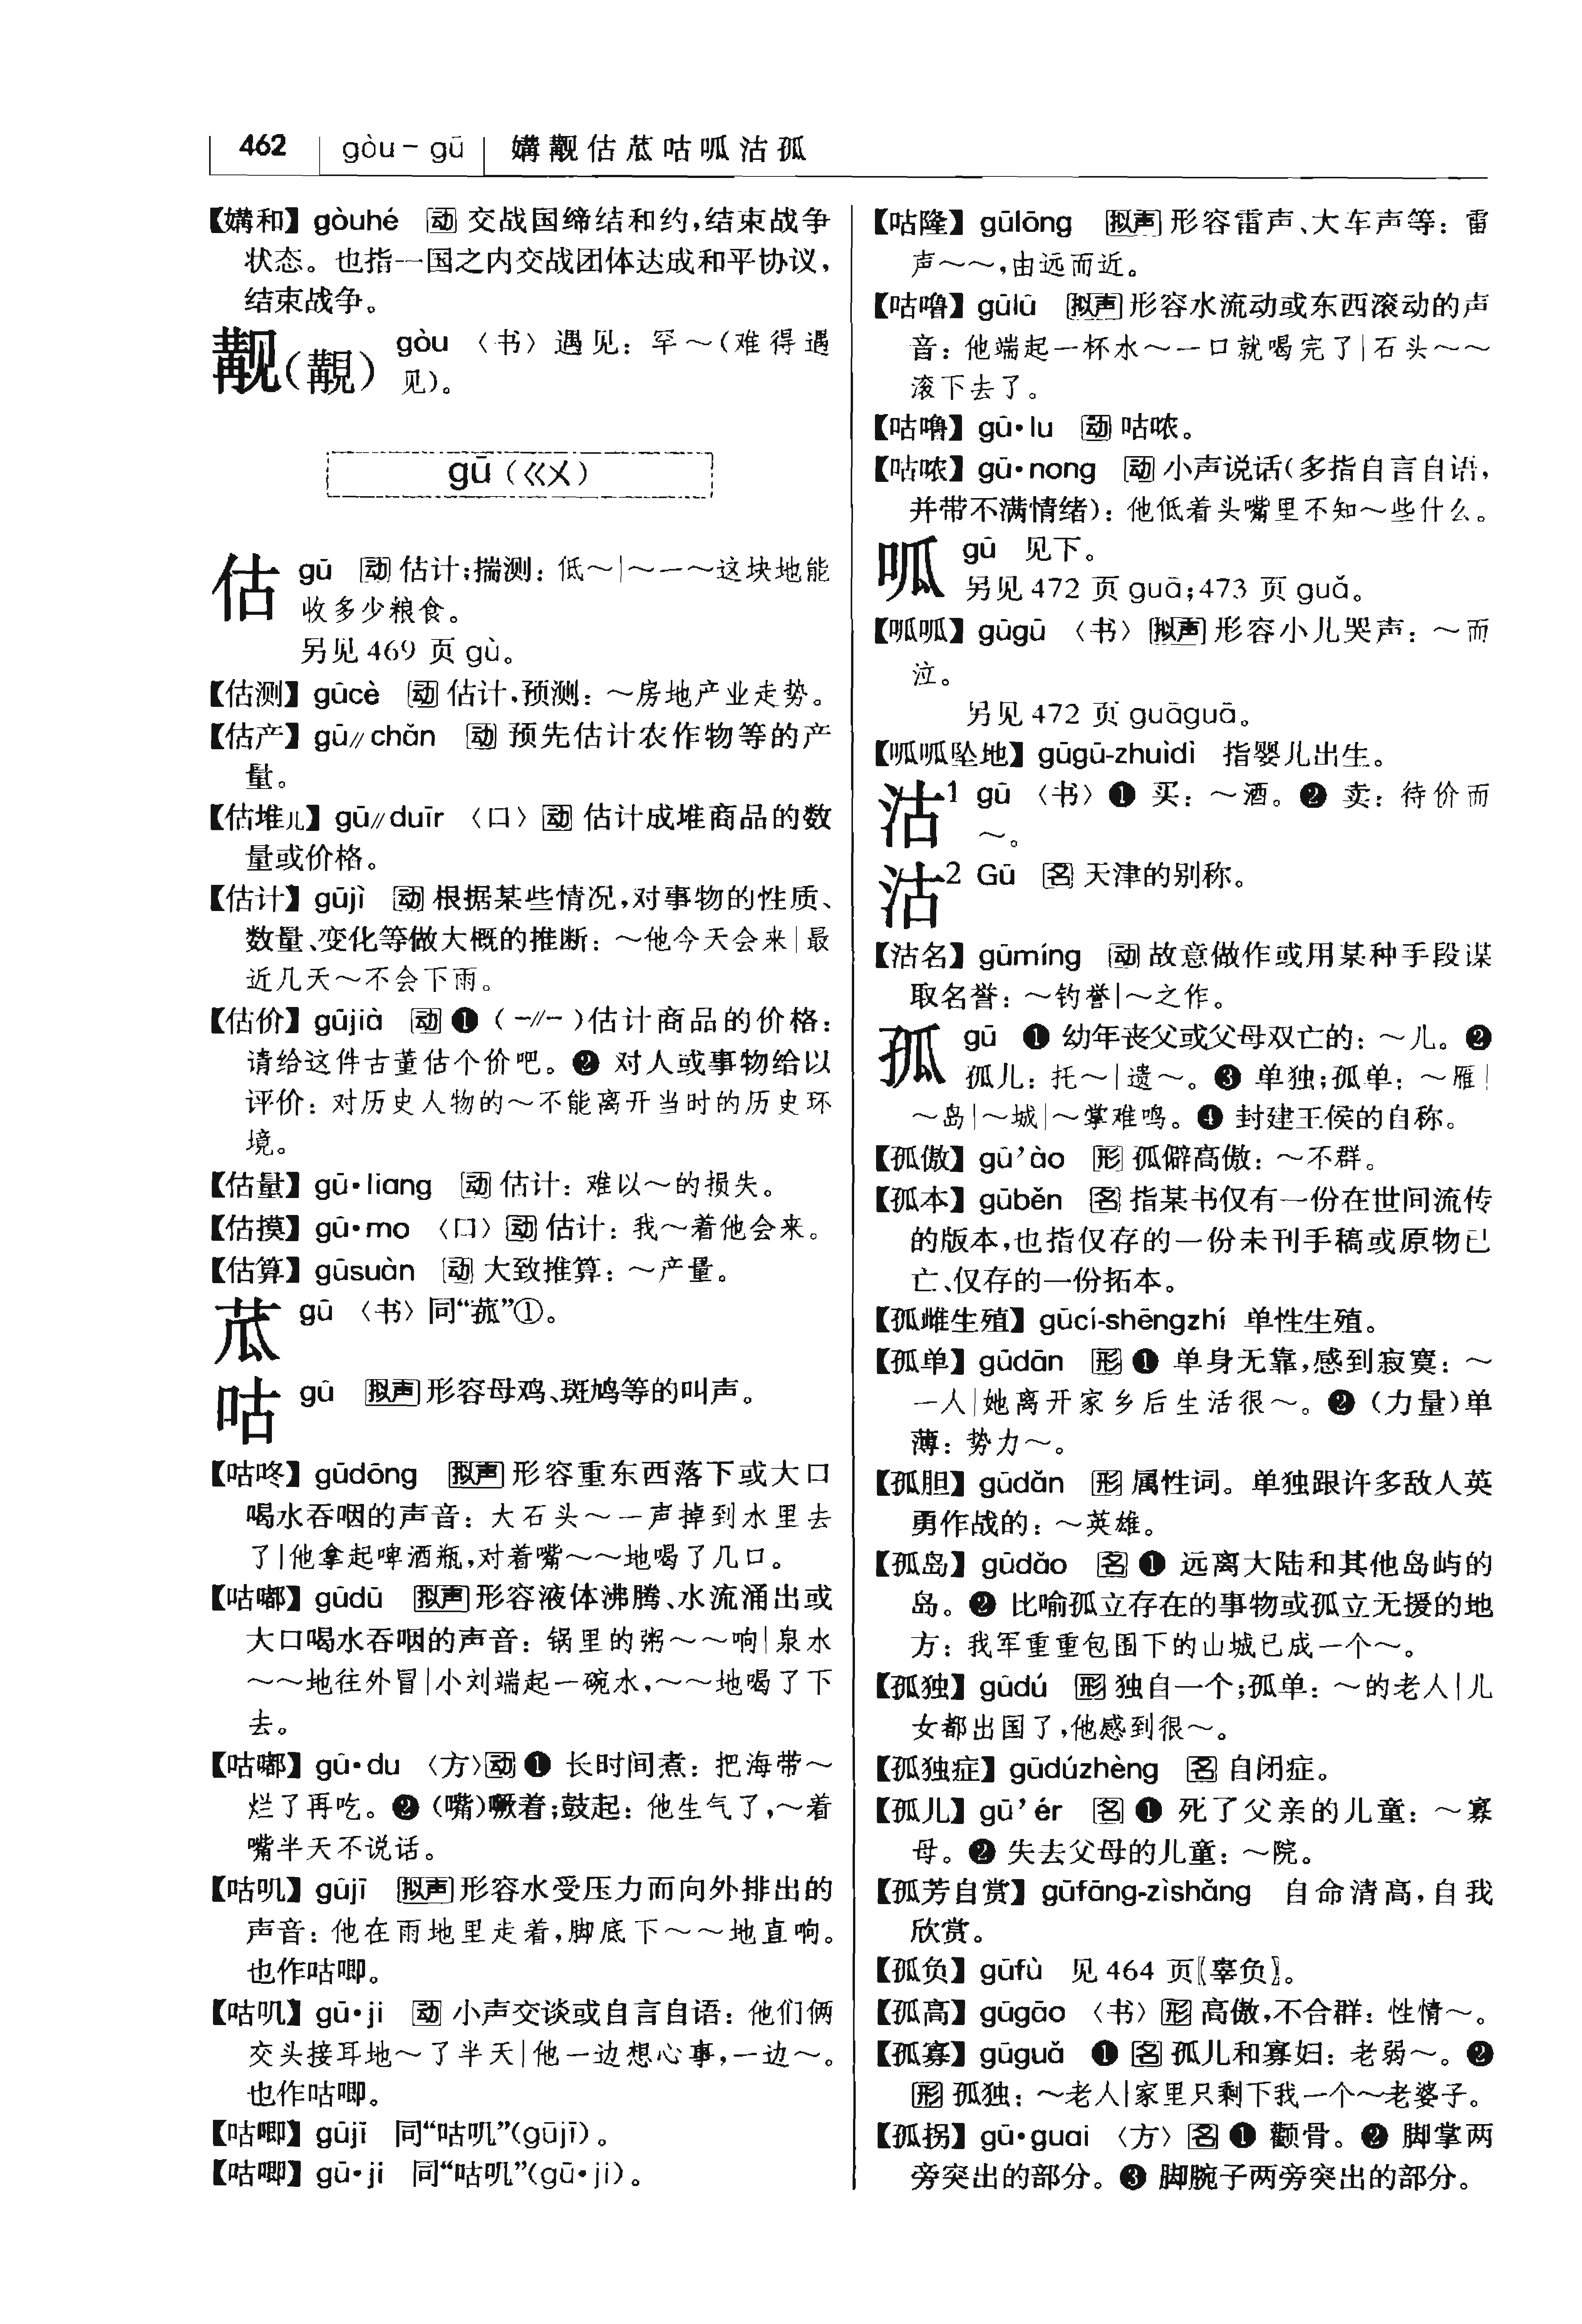 462 gòu－gū 媾觏估苽咕呱沽孤
【媾和】gòuhé 动 交战国缔结和约,结束战争
状态。也指一国之内交战团体达成和平协议,
结束战争。
觏(覯) gòu 〈书〉遇见：罕～(难得遇
见)。
gū (ㄍㄨ)
估 gū 动 估计;揣测：低～|～一～这块地能
收多少粮食。
另见 469 页 gù。
【估测】gūcè 动 估计,预测：～房地产业走势。
【估产】gū//chǎn 动 预先估计农作物等的产
量。
【估堆儿】gū//duīr 〈口〉动 估计成堆商品的数
量或价格。
【估计】gūjì 动 根据某些情况,对事物的性质、
数量、变化等做大概的推断：～他今天会来|最
近几天～不会下雨。
【估价】gūjià 动 ❶ (－//－)估计商品的价格：
请给这件古董估个价吧。❷ 对人或事物给以
评价：对历史人物的～不能离开当时的历史环
境。
【估量】gū·liang 动 估计：难以～的损失。
【估摸】gū·mo 〈口〉动 估计：我～着他会来。
【估算】gūsuàn 动 大致推算：～产量。
苽 gū 〈书〉同“菰”①。
咕 gū 拟声 形容母鸡、斑鸠等的叫声。
【咕咚】gūdōng 拟声 形容重东西落下或大口
喝水吞咽的声音：大石头～一声掉到水里去
了|他拿起啤酒瓶,对着嘴～～地喝了几口。
【咕嘟】gūdū 拟声 形容液体沸腾、水流涌出或
大口喝水吞咽的声音：锅里的粥～～响|泉水
～～地往外冒|小刘端起一碗水,～～地喝了下
去。
【咕嘟】gū·du 〈方〉动 ❶ 长时间煮：把海带～
烂了再吃。❷ (嘴)噘着;鼓起：他生气了,～着
嘴半天不说话。
【咕叽】gūjī 拟声 形容水受压力而向外排出的
声音：他在雨地里走着,脚底下～～地直响。
也作咕唧。
【咕叽】gū·ji 动 小声交谈或自言自语：他们俩
交头接耳地～了半天|他一边想心事,一边～。
也作咕唧。
【咕唧】gūjī 同“咕叽”(gūjī)。
【咕唧】gū·ji 同“咕叽”(gū·ji)。
【咕隆】gūlōng 拟声 形容雷声、大车声等：雷
声～～,由远而近。
【咕噜】gūlū 拟声 形容水流动或东西滚动的声
音：他端起一杯水～一口就喝完了|石头～～
滚下去了。
【咕噜】gū·lu 动 咕哝。
【咕哝】gū·nong 动 小声说话(多指自言自语,
并带不满情绪)：他低着头嘴里不知～些什么。
呱 gū 见下。
另见 472 页 guā;473 页 guǎ。
【呱呱】gūgū 〈书〉拟声 形容小儿哭声：～而
泣。
另见 472 页 guāguā。
【呱呱坠地】gūgū-zhuìdì 指婴儿出生。
沽1 gū 〈书〉❶ 买：～酒。❷ 卖：待价而
～。
沽2 Gū 名 天津的别称。
【沽名】gūmíng 动 故意做作或用某种手段谋
取名誉：～钓誉|～之作。
孤 gū ❶ 幼年丧父或父母双亡的：～儿。❷
孤儿：托～|遗～。❸ 单独;孤单：～雁|
～岛|～城|～掌难鸣。❹ 封建王侯的自称。
【孤傲】gū’ào 形 孤僻高傲：～不群。
【孤本】gūběn 名 指某书仅有一份在世间流传
的版本,也指仅存的一份未刊手稿或原物已
亡、仅存的一份拓本。
【孤雌生殖】gūcí-shēngzhí 单性生殖。
【孤单】gūdān 形 ❶ 单身无靠,感到寂寞：～
一人|她离开家乡后生活很～。❷ (力量)单
薄：势力～。
【孤胆】gūdǎn 形 属性词。单独跟许多敌人英
勇作战的：～英雄。
【孤岛】gūdǎo 名 ❶ 远离大陆和其他岛屿的
岛。❷ 比喻孤立存在的事物或孤立无援的地
方：我军重重包围下的山城已成一个～。
【孤独】gūdú 形 独自一个;孤单：～的老人|儿
女都出国了,他感到很～。
【孤独症】gūdúzhèng 名 自闭症。
【孤儿】gū’ér 名 ❶ 死了父亲的儿童：～寡
母。❷ 失去父母的儿童：～院。
【孤芳自赏】gūfāng-zìshǎng 自命清高,自我
欣赏。
【孤负】gūfù 见 464 页〖辜负〗。
【孤高】gūgāo 〈书〉形 高傲,不合群：性情～。
【孤寡】gūguǎ ❶ 名 孤儿和寡妇：老弱～。❷
形 孤独：～老人|家里只剩下我一个～老婆子。
【孤拐】gū·guai 〈方〉名 ❶ 颧骨。❷ 脚掌两
旁突出的部分。❸ 脚腕子两旁突出的部分。